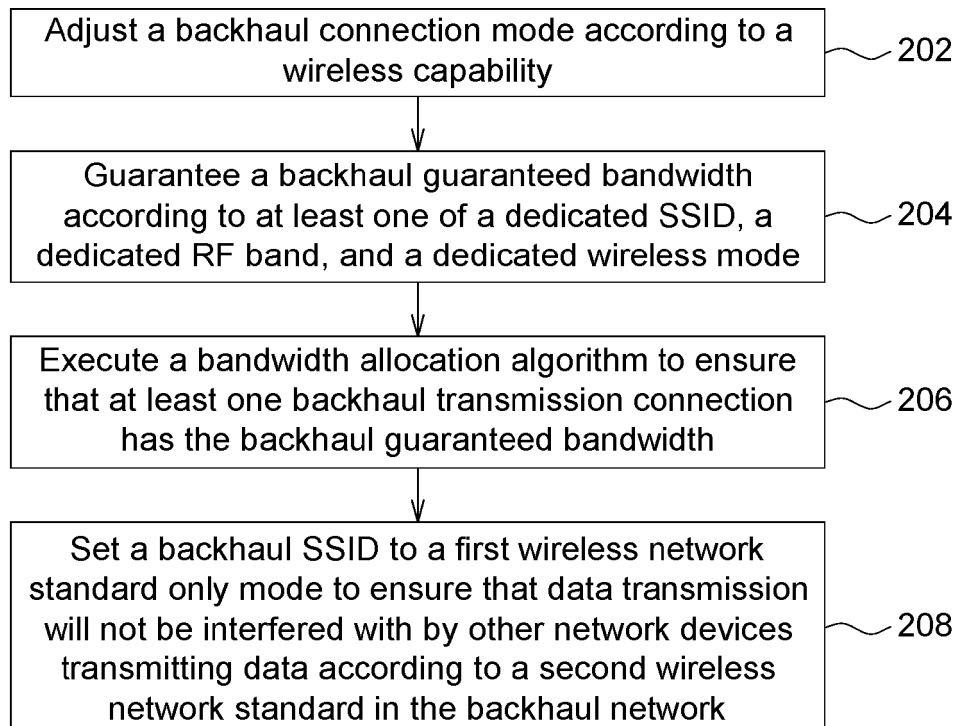 Adjust a backhaul connection mode according to a
wireless capability
202
Guarantee a backhaul guaranteed bandwidth
according to at least one of a dedicated SSID, a
dedicated RF band, and a dedicated wireless mode
204
Execute a bandwidth allocation algorithm to ensure
that at least one backhaul transmission connection
has the backhaul guaranteed bandwidth
206
Set a backhaul SSID to a first wireless network
standard only mode to ensure that data transmission
will not be interfered with by other network devices
transmitting data according to a second wireless
network standard in the backhaul network
208